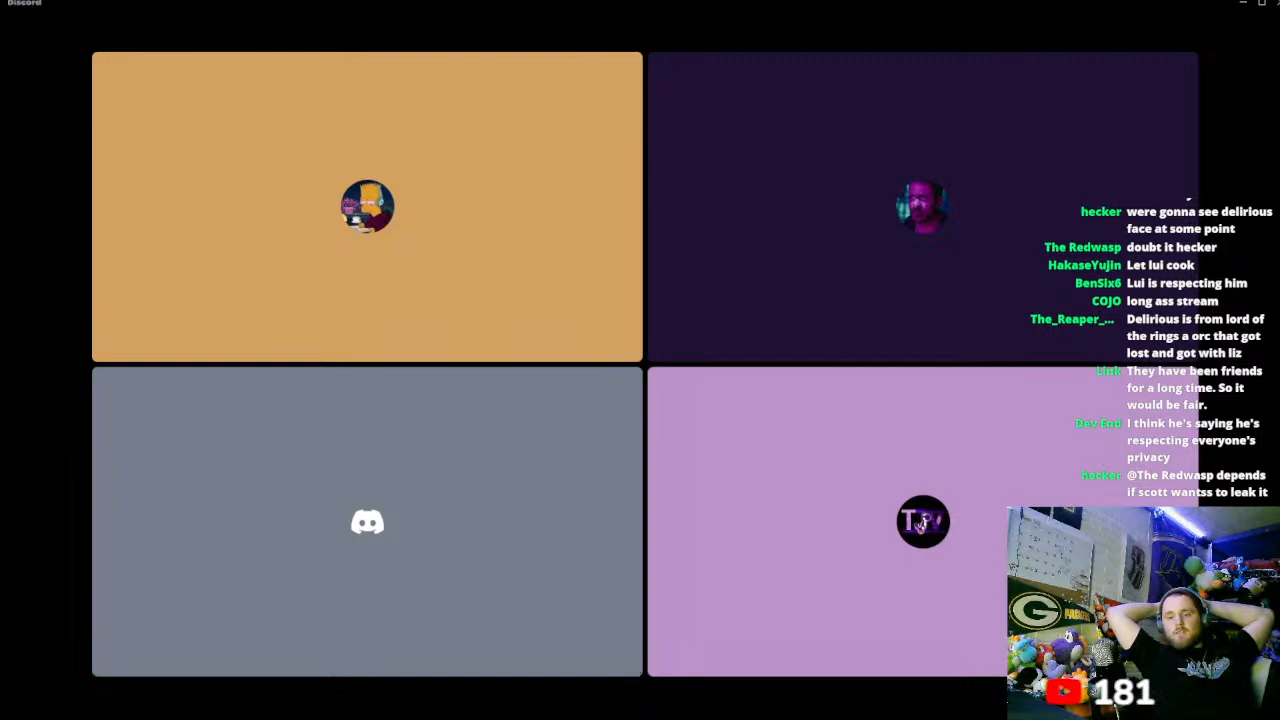 Discord
hecker were gonna see delirious
face at some point
The Redwasp doubt it hecker
HakaseYujin Let lui cook
BenSix6 Lui is respecting him
COJO long ass stream
The_Reaper_... Delirious is from lord of
the rings a orc that got
lost and got with liz
Link They have been friends
for a long time. So it
would be fair.
Dev End I think he's saying he's
respecting everyone's
privacy
hecker @The Redwasp depends
if scott wantss to leak it
G PACKERS
181